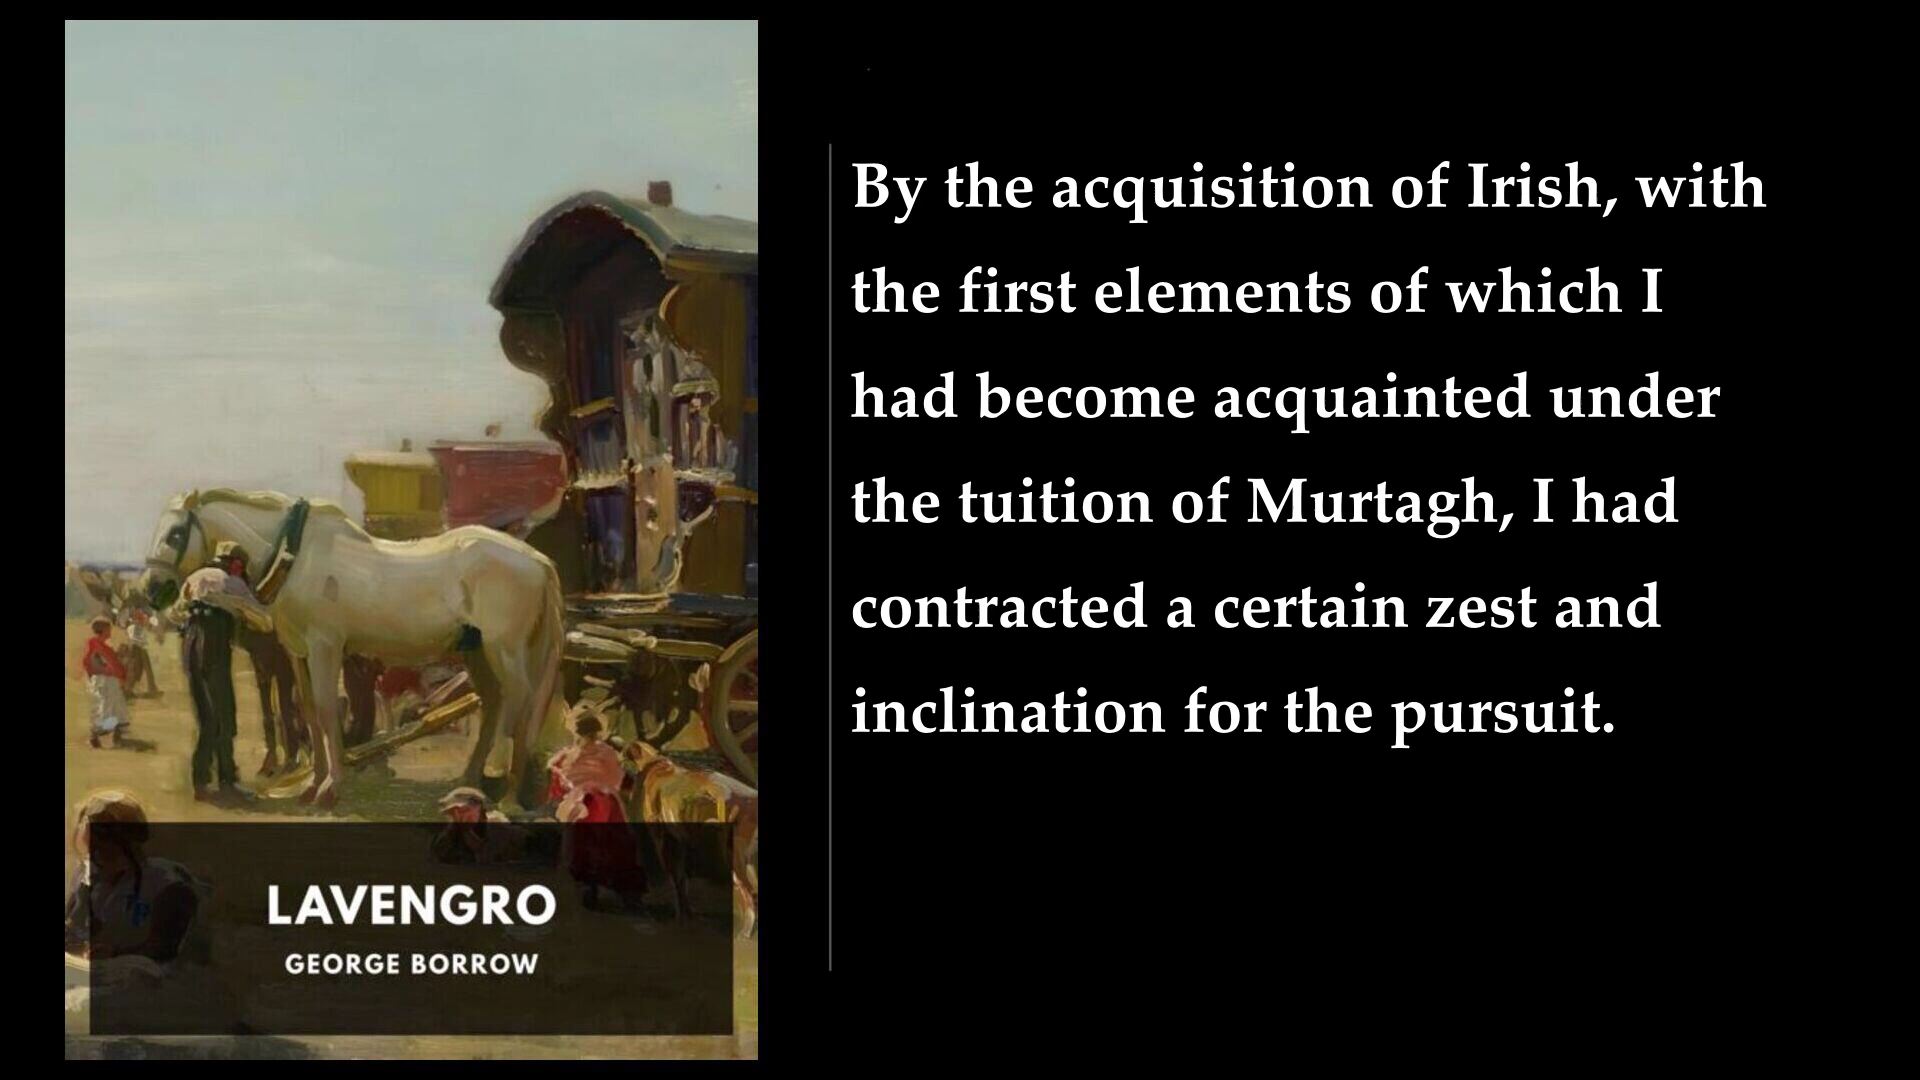 By the acquisition of Irish, with
the first elements of which I
had become acquainted under
the tuition of Murtagh, I had
contracted a certain zest and
inclination for the pursuit.
LAVENGRO
GEORGE BORROW